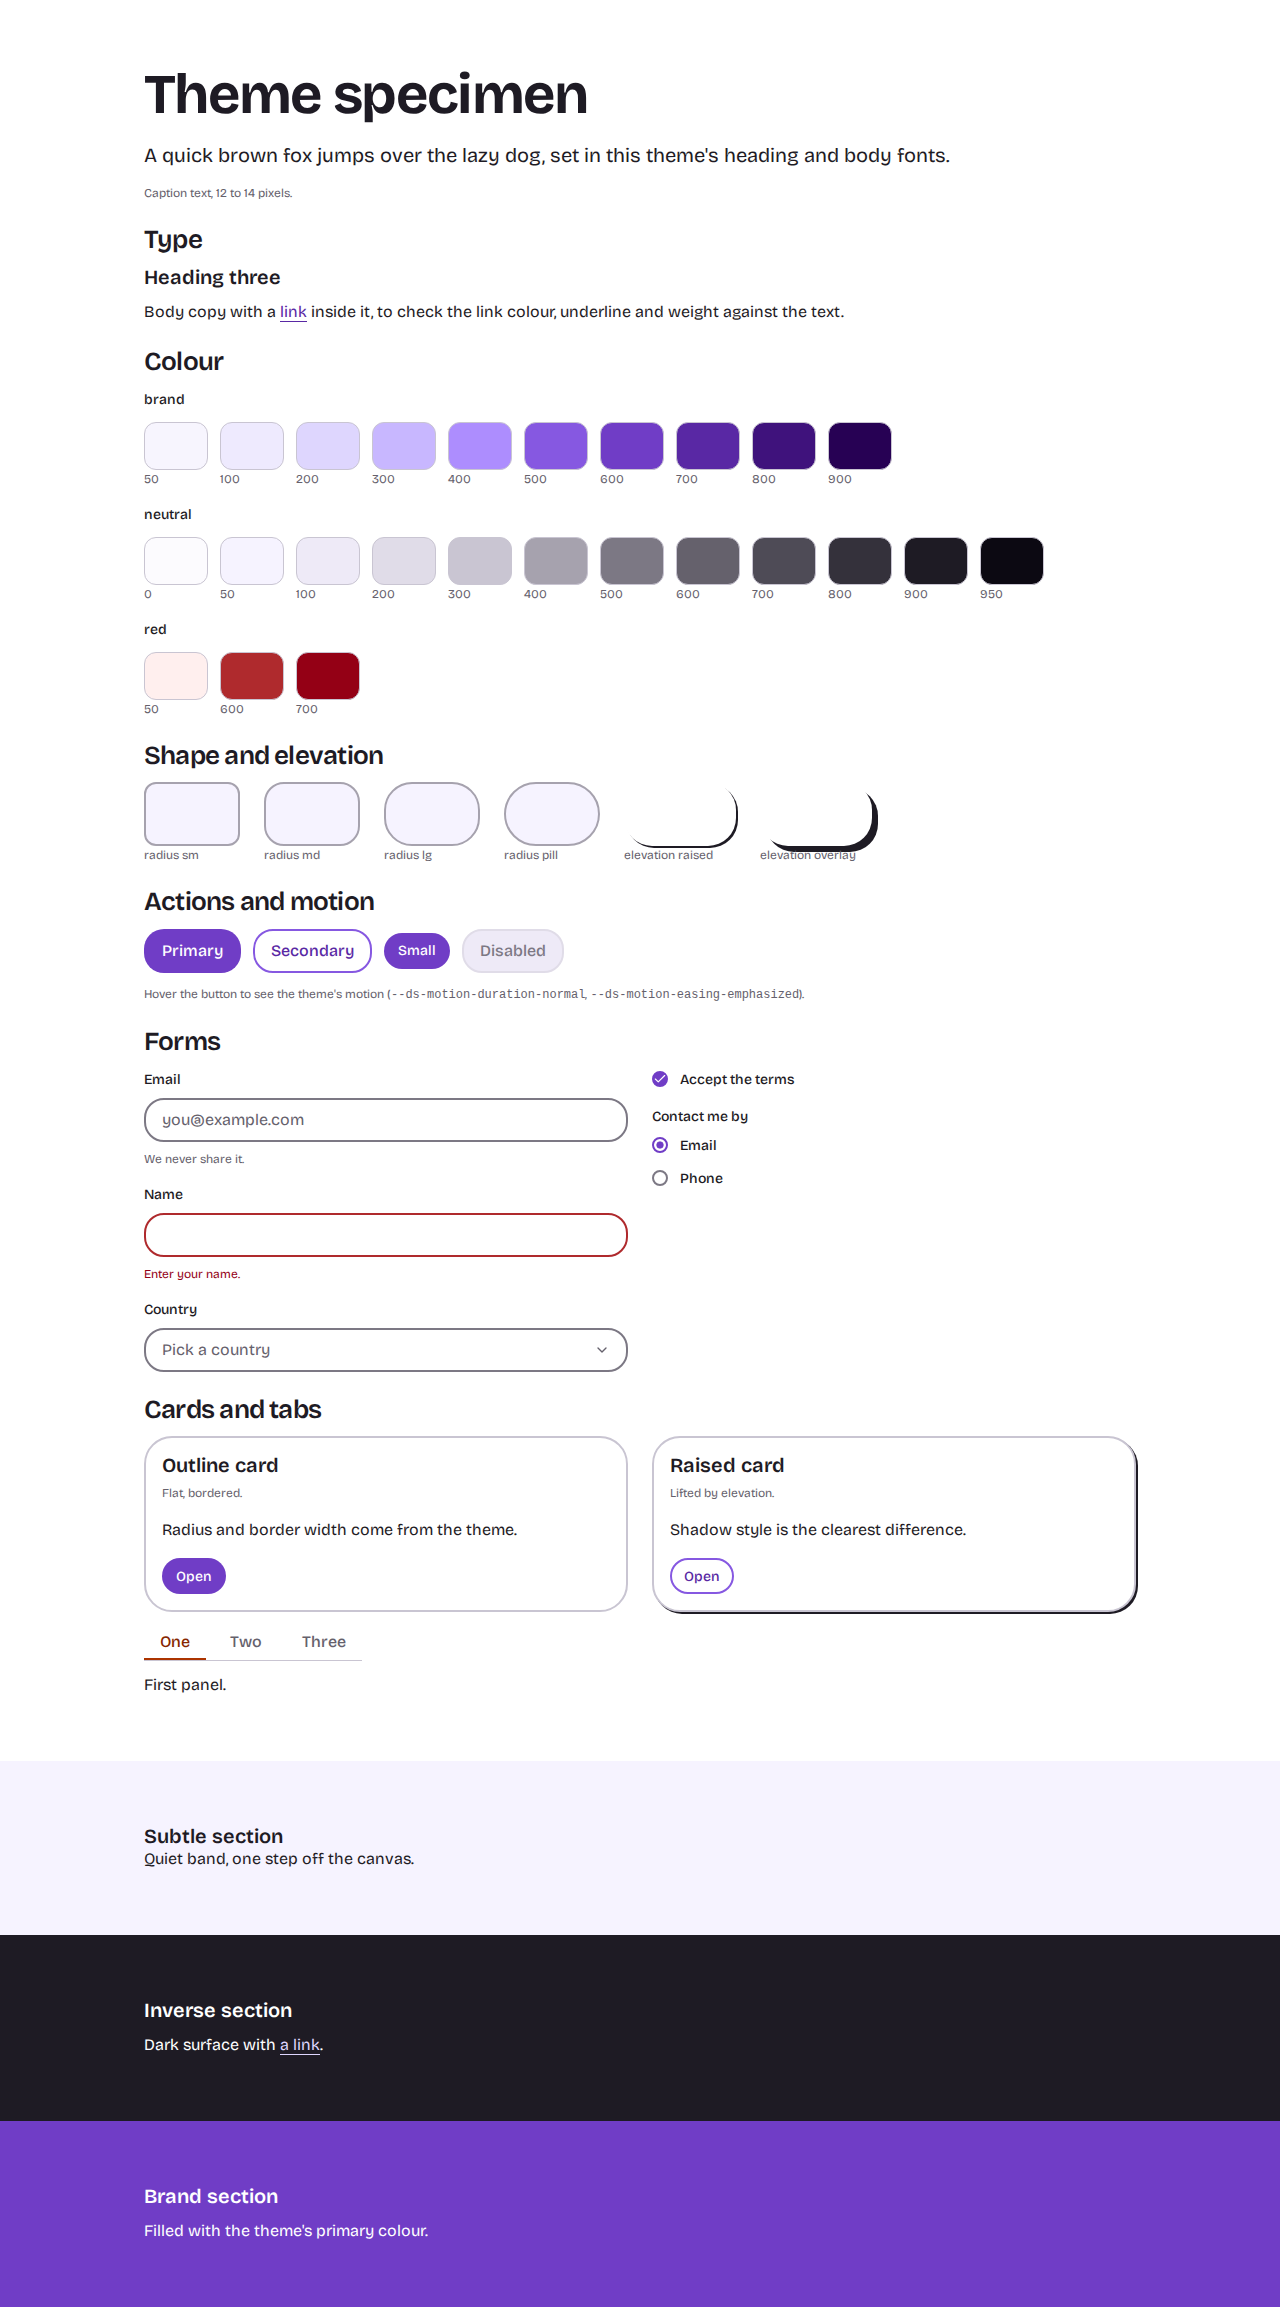 Theme specimen
A quick brown fox jumps over the lazy dog, set in this theme's heading and body fonts.
Caption text, 12 to 14 pixels.
Type
Heading three
Body copy with a link inside it, to check the link colour, underline and weight against the text.
Colour
brand
50 100 200 300 400 500 600 700 800 900
neutral
0 50 100 200 300 400 500 600 700 800 900 950
red
50 600 700
Shape and elevation
radius sm radius md radius lg radius pill elevation raised elevation overlay
Actions and motion
Primary Secondary Small Disabled
Hover the button to see the theme's motion (--ds-motion-duration-normal, --ds-motion-easing-emphasized).
Forms
Email
you@example.com
We never share it.
Name
Enter your name.
Country
Pick a country
Accept the terms
Contact me by
Email
Phone
Cards and tabs
Outline card
Flat, bordered.
Radius and border width come from the theme.
Open
Raised card
Lifted by elevation.
Shadow style is the clearest difference.
Open
One Two Three
First panel.
Subtle section
Quiet band, one step off the canvas.
Inverse section
Dark surface with a link.
Brand section
Filled with the theme's primary colour.